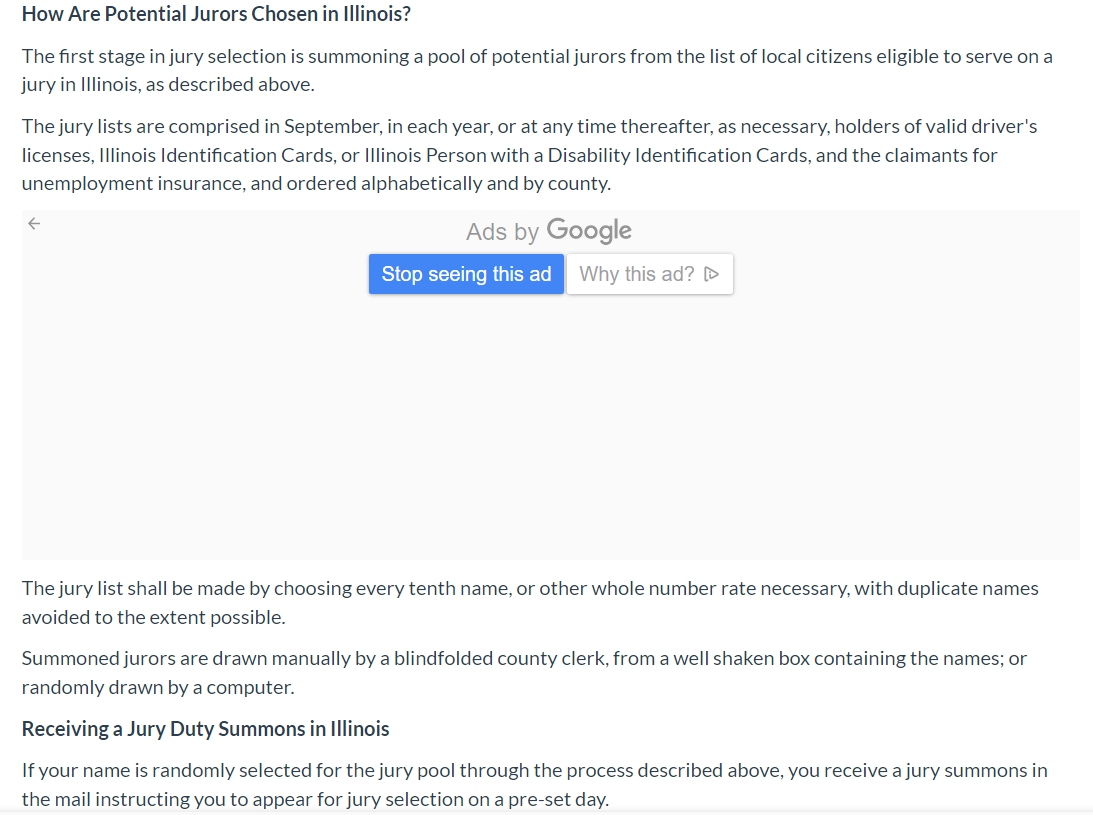 How Are Potential Jurors Chosen in Illinois?
The first stage in jury selection is summoning a pool of potential jurors from the list of local citizens eligible to serve on a
jury in Illinois, as described above.
The jury lists are comprised in September, in each year, or at any time thereafter, as necessary, holders of valid driver's
licenses, Illinois Identification Cards, or Illinois Person with a Disability Identification Cards, and the claimants for
unemployment insurance, and ordered alphabetically and by county.
Ads by Google
Stop seeing this ad
Why this ad?
The jury list shall be made by choosing every tenth name, or other whole number rate necessary, with duplicate names
avoided to the extent possible.
Summoned jurors are drawn manually by a blindfolded county clerk, from a well shaken box containing the names; or
randomly drawn by a computer.
Receiving a Jury Duty Summons in Illinois
If your name is randomly selected for the jury pool through the process described above, you receive a jury summons in
the mail instructing you to appear for jury selection on a pre-set day.